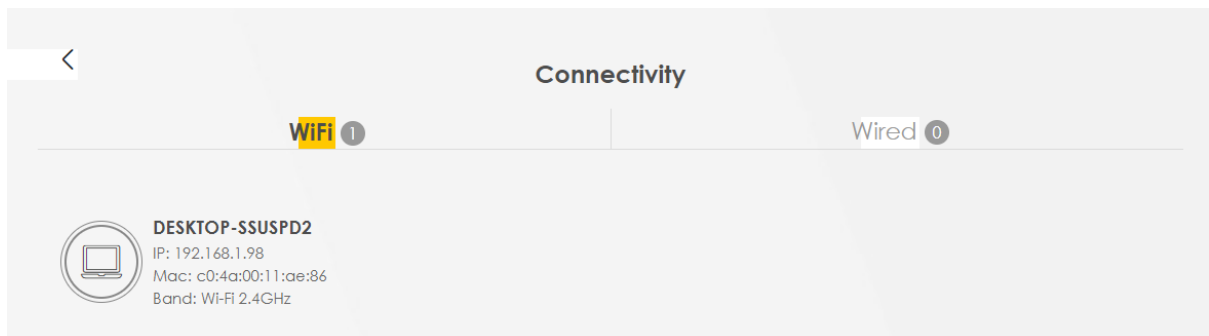 Connectivity
WiFi 1
Wired 0
DESKTOP-SSUSPD2
IP: 192.168.1.98
Mac: c0:4a:00:11:ae:86
Band: Wi-Fi 2.4GHz